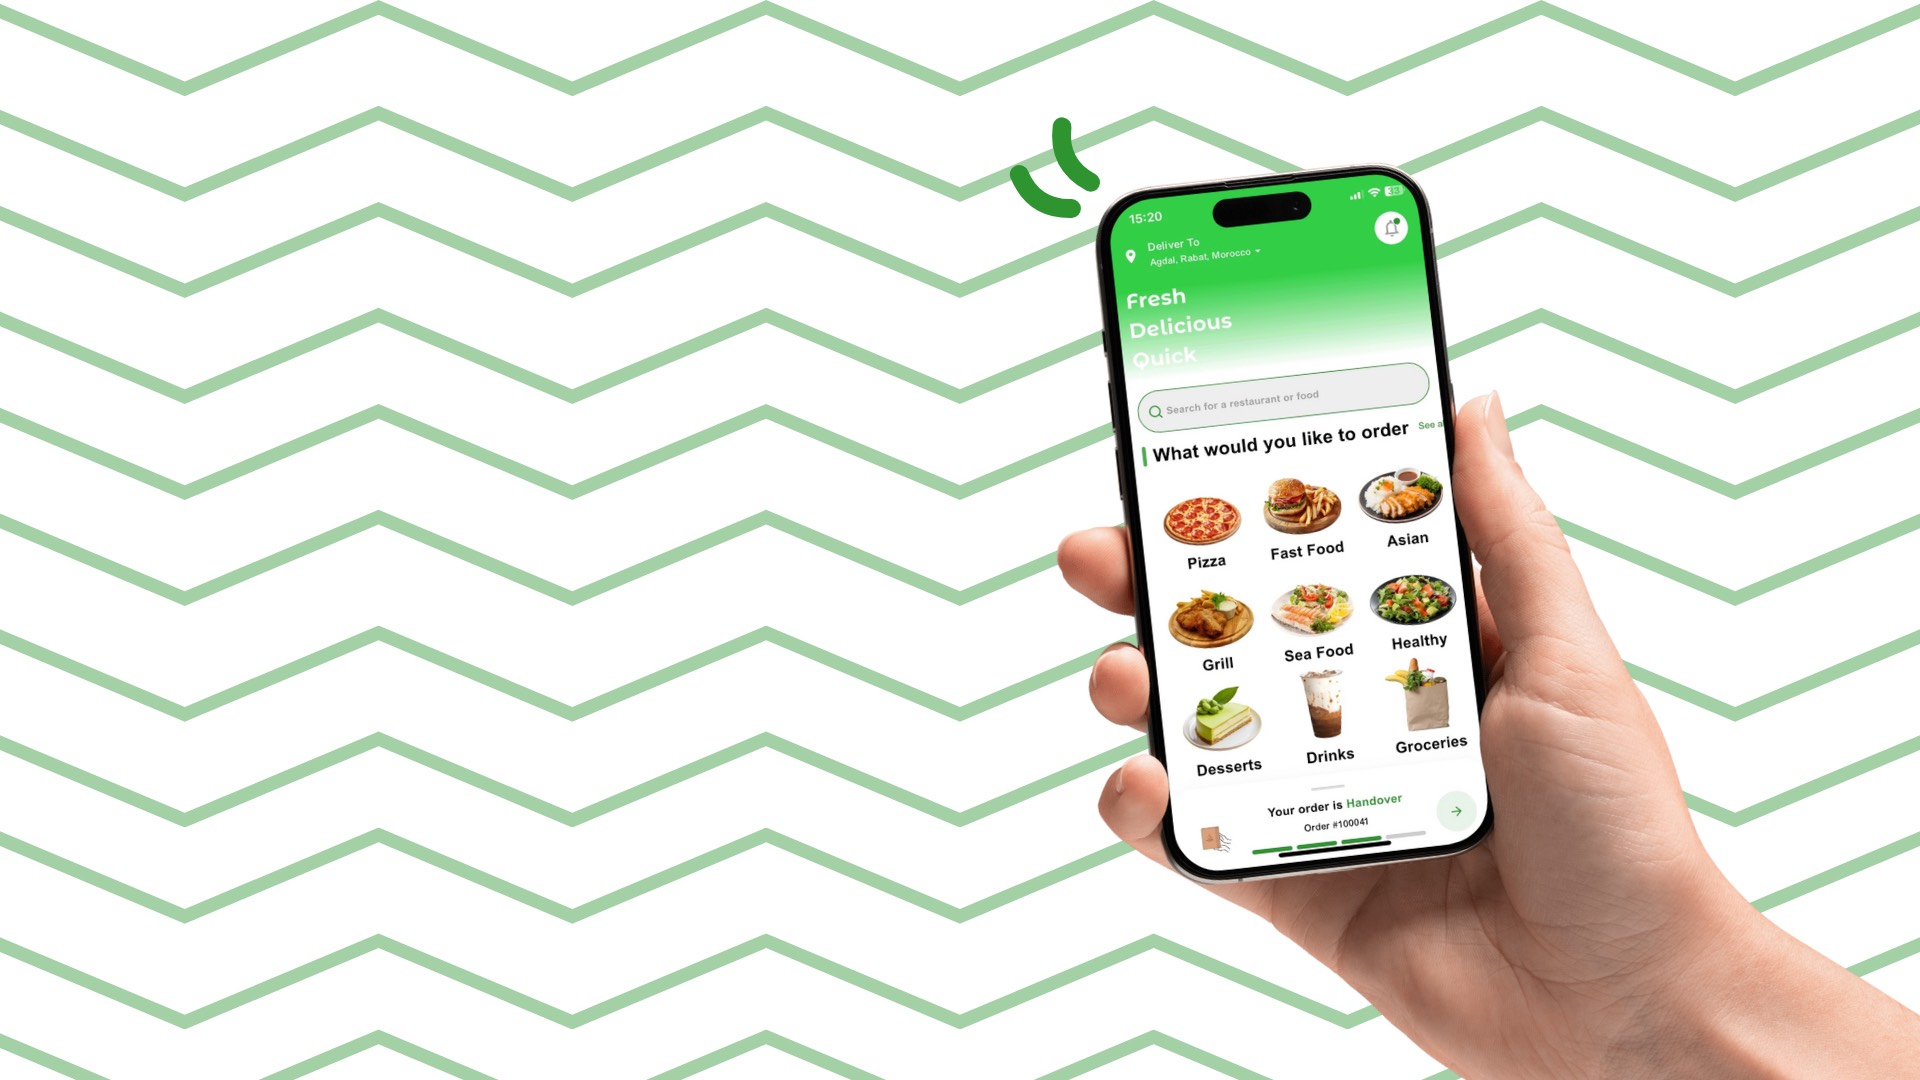 15:20
Deliver To
Agdal, Rabat, Morocco
Fresh
Delicious
Quick
Search for a restaurant or food
What would you like to order
See a
Pizza
Fast Food
Asian
Grill
Sea Food
Healthy
Desserts
Drinks
Groceries
Your order is Handover
Order #100041